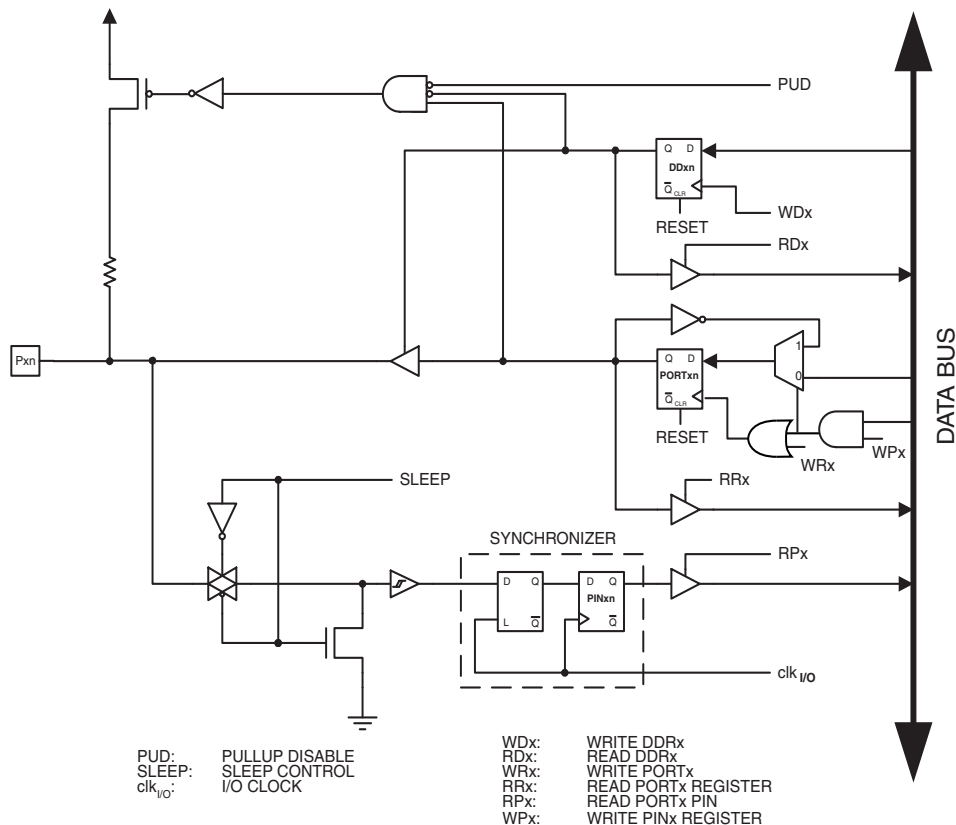 PUD
DATA BUS
Q D
DDxn
Q CLR
WDx
RESET
RDx
Pxn
1
Q D
PORTxn
0
Q CLR
RESET
WRx
WPx
SLEEP
RRx
SYNCHRONIZER
RPx
D Q
D Q
PINxn
L Q
Q
clk I/O
PUD: PULLUP DISABLE
SLEEP: SLEEP CONTROL
clkI/O: I/O CLOCK
WDx: WRITE DDRx
RDx: READ DDRx
WRx: WRITE PORTx
RRx: READ PORTx REGISTER
RPx: READ PORTx PIN
WPx: WRITE PINx REGISTER